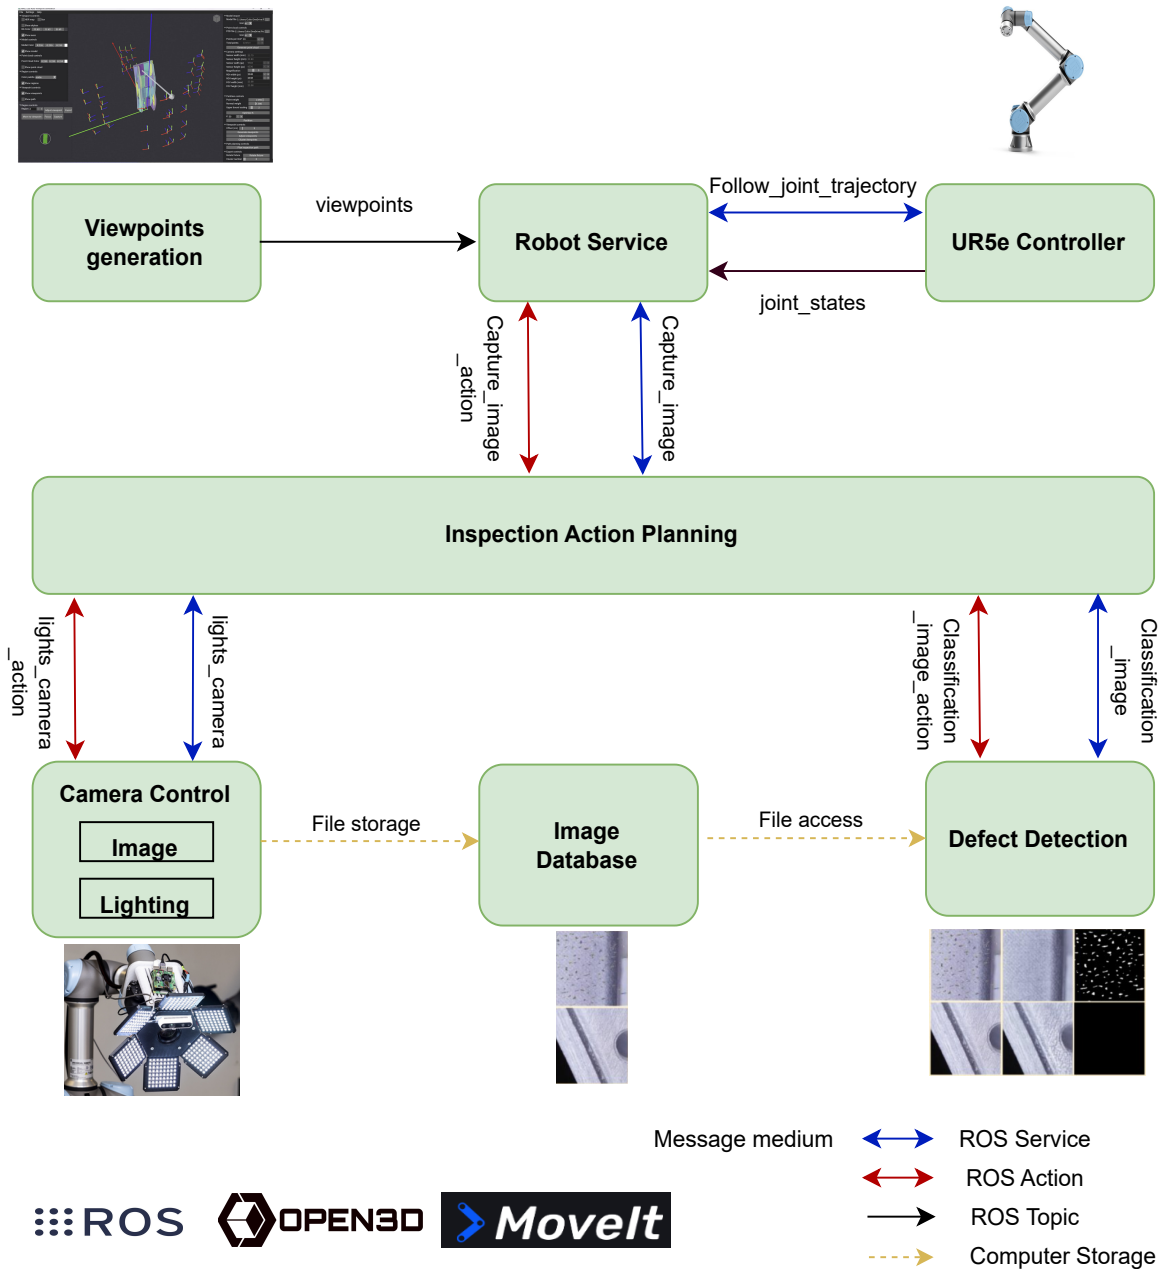 Viewpoints
generation
viewpoints
Robot Service
Follow_joint_trajectory
joint_states
UR5e Controller
Capture_image
_action
Capture_image
Inspection Action Planning
lights_camera
_action
lights_camera
Classification
_image_action
Classification
_image
Camera Control
Image
Lighting
File storage
Image
Database
File access
Defect Detection
Message medium
ROS Service
ROS Action
ROS Topic
Computer Storage
ROS
OPEN3D
MoveIt